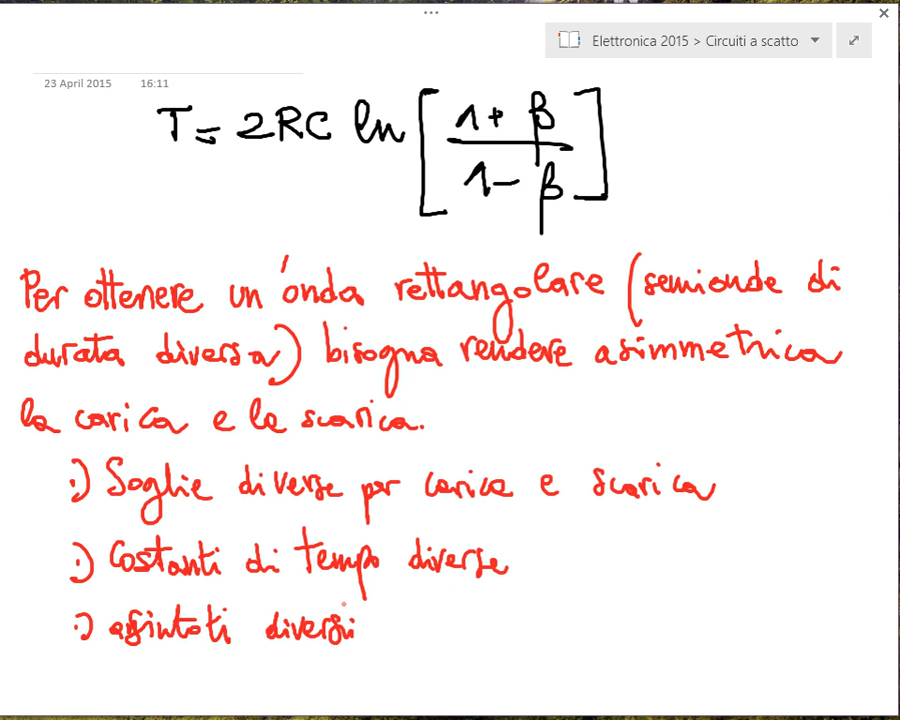 Elettronica 2015 > Circuiti a scatto
23 April 2015 16:11
T = 2RC ln [ 1 + β / 1 - β ]
Per ottenere un'onda rettangolare (semionde di
durata diversa) bisogna rendere asimmetrica
la carica e la scarica.
·) Soglie diverse per carica e scarica
·) Costanti di tempo diverse
·) asintoti diversi